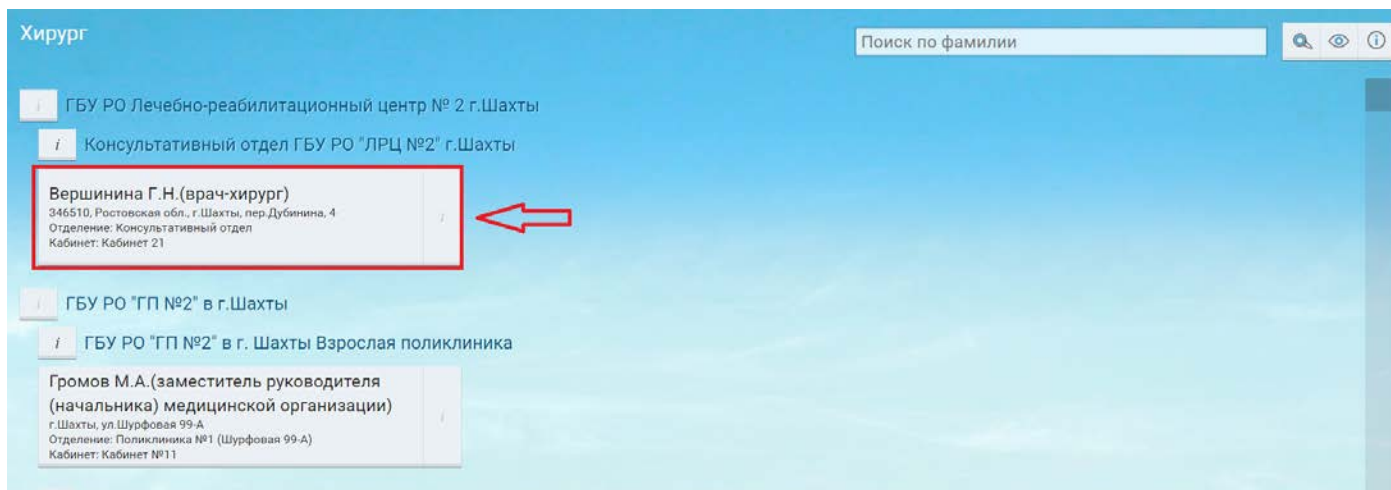 Хирург
Поиск по фамилии
ГБУ РО Лечебно-реабилитационный центр № 2 г.Шахты
i Консультативный отдел ГБУ РО "ЛРЦ №2" г.Шахты
Вершинина Г.Н.(врач-хирург)
346510, Ростовская обл., г.Шахты, пер.Дубинина, 4
Отделение: Консультативный отдел
Кабинет: Кабинет 21
ГБУ РО "ГП №2" в г.Шахты
i ГБУ РО "ГП №2" в г. Шахты Взрослая поликлиника
Громов М.А.(заместитель руководителя
(начальника) медицинской организации)
г.Шахты, ул.Шурфовая 99-А
Отделение: Поликлиника №1 (Шурфовая 99-А)
Кабинет: Кабинет №11